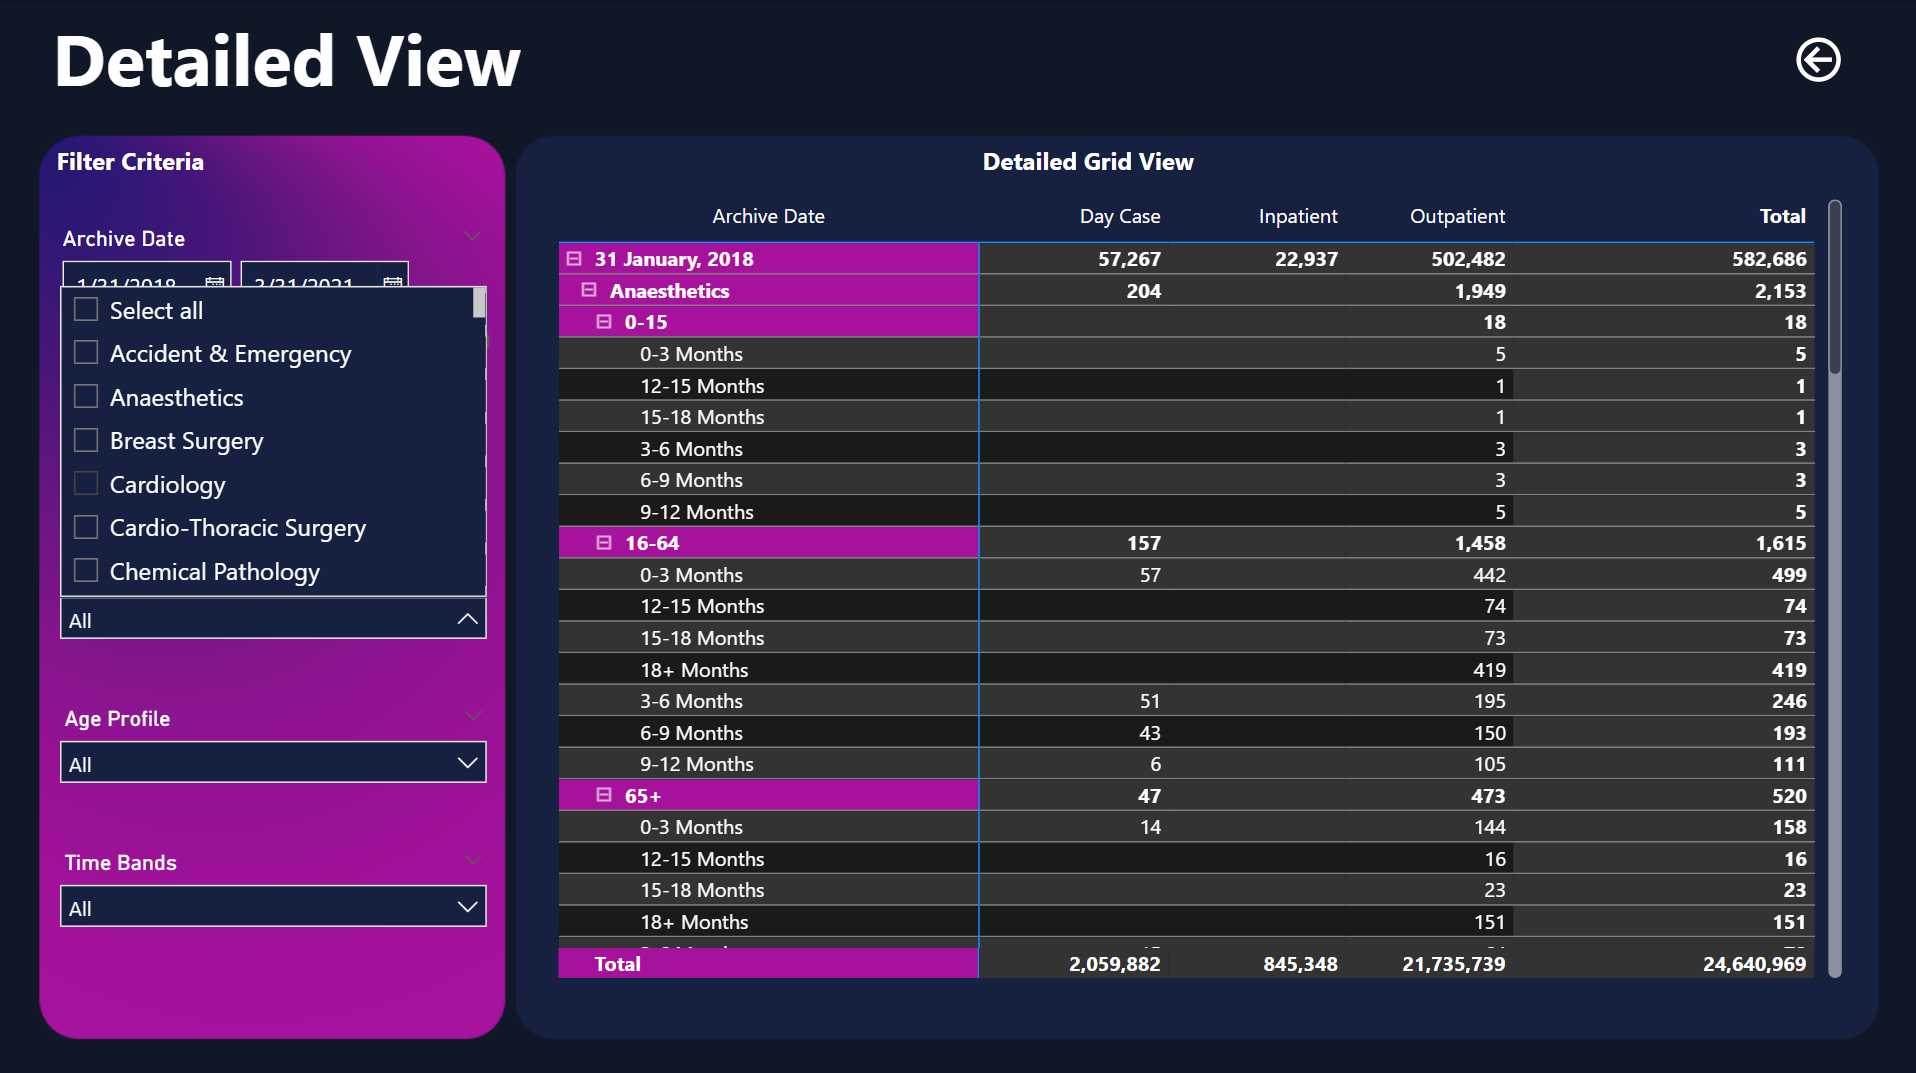 Detailed View
Filter Criteria
Archive Date
1/31/2018 3/31/2021
Select all
Accident & Emergency
Anaesthetics
Breast Surgery
Cardiology
Cardio-Thoracic Surgery
Chemical Pathology
All
Age Profile
All
Time Bands
All
Detailed Grid View
Archive Date Day Case Inpatient Outpatient Total
31 January, 2018 57,267 22,937 502,482 582,686
Anaesthetics 204 1,949 2,153
0-15 18 18
0-3 Months 5 5
12-15 Months 1 1
15-18 Months 1 1
3-6 Months 3 3
6-9 Months 3 3
9-12 Months 5 5
16-64 157 1,458 1,615
0-3 Months 57 442 499
12-15 Months 74 74
15-18 Months 73 73
18+ Months 419 419
3-6 Months 51 195 246
6-9 Months 43 150 193
9-12 Months 6 105 111
65+ 47 473 520
0-3 Months 14 144 158
12-15 Months 16 16
15-18 Months 23 23
18+ Months 151 151
Total 2,059,882 845,348 21,735,739 24,640,969